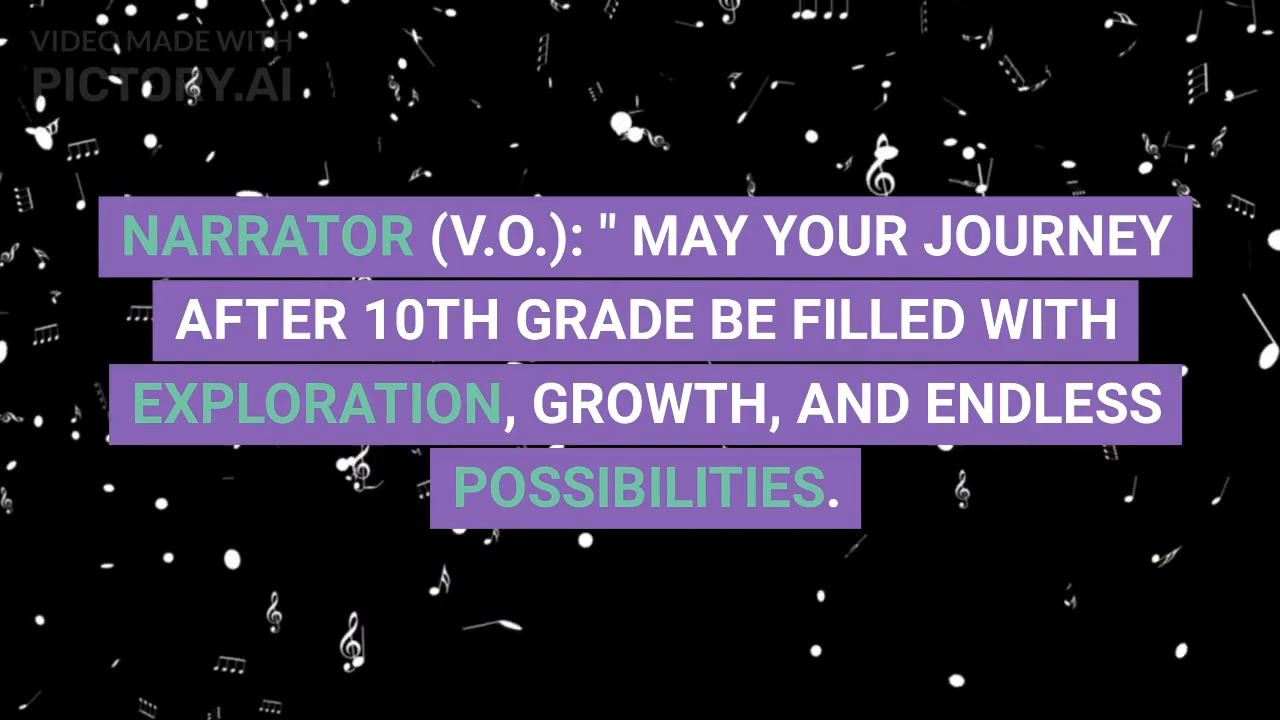 VIDEO MADE WITH
PICTORY.AI
NARRATOR (V.O.): " MAY YOUR JOURNEY
AFTER 10TH GRADE BE FILLED WITH
EXPLORATION, GROWTH, AND ENDLESS
POSSIBILITIES.